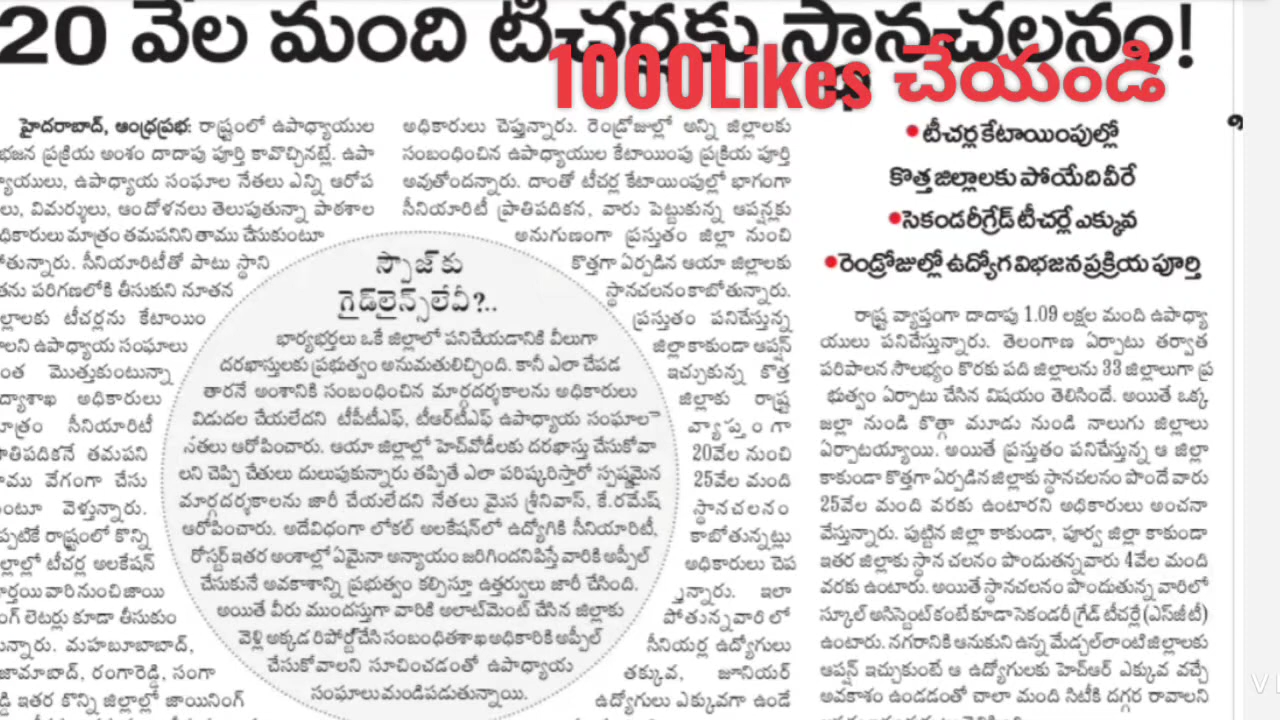 20 వేల మంది టీచర్లకు స్థానచలనం!
1000Likes చేయండి
హైదరాబాద్, ఆంధ్రప్రభ: రాష్ట్రంలో ఉపాధ్యాయుల
భజన ప్రక్రియ అంశం దాదాపు పూర్తి కావొచ్చినట్లే. ఉపా
్యాయులు, ఉపాధ్యాయ సంఘాల నేతలు ఎన్ని ఆరోప
లు, విమర్శలు, ఆందోళనలు తెలుపుతున్నా పాఠశాల
ధికారులు మాత్రం తమపనిని తాము చేసుకుంటూ
ోతున్నారు. సీనియారిటీతో పాటు స్థాని
తను పరిగణలోకి తీసుకుని నూతన
ల్లాలకు టీచర్లను కేటాయిం
ాలని ఉపాధ్యాయ సంఘాలు
ంత మొత్తుకుంటున్నా
ద్యాశాఖ అధికారులు
ాత్రం సీనియారిటీ
ాతిపదికనే తమపని
ాము వేగంగా చేసు
ంటూ వెళ్తున్నారు.
ప్పటికే రాష్ట్రంలో కొన్ని
ల్లాల్లో టీచర్ల అలకేషన్
ూర్తయి వారి నుంచి జాయి
ంగ్ లెటర్లు కూడా తీసుకుం
ున్నారు. మహబూబాబాద్,
జామాబాద్, రంగారెడ్డి, సంగా
డ్డి ఇతర కొన్ని జిల్లాల్లో జాయినింగ్
అధికారులు చెప్తున్నారు. రెండ్రోజుల్లో అన్ని జిల్లాలకు
సంబంధించిన ఉపాధ్యాయుల కేటాయింపు ప్రక్రియ పూర్తి
అవుతోందన్నారు. దాంతో టీచర్ల కేటాయింపుల్లో భాగంగా
సీనియారిటీ ప్రాతిపదికన, వారు పెట్టుకున్న ఆప్షన్లకు
అనుగుణంగా ప్రస్తుతం జిల్లా నుంచి
కొత్తగా ఏర్పడిన ఆయా జిల్లాలకు
స్థానచలనం కాబోతున్నారు.
ప్రస్తుతం పనిచేస్తున్న
జిల్లా కాకుండా ఆప్షన్
ఇచ్చుకున్న కొత్త
జిల్లాకు రాష్ట్ర
వ్యాప్తంగా
20వేల నుంచి
25వేల మంది
స్థానచలనం
కాబోతున్నట్లు
అధికారులు చెప
్తున్నారు. ఇలా
పోతున్నవారిలో
సీనియర్ల ఉద్యోగులు
తక్కువ, జూనియర్
ఉద్యోగులు ఎక్కువగా ఉండే
స్పౌజ్‌కు
గైడ్‌లైన్స్‌లేవీ?..
భార్యభర్తలు ఒకే జిల్లాలో పనిచేయడానికి వీలుగా
దరఖాస్తులకు ప్రభుత్వం అనుమతులిచ్చింది. కానీ ఎలా చేపడ
తారనే అంశానికి సంబంధించిన మార్గదర్శకాలను అధికారులు
విడుదల చేయలేదని టీపీటీఎఫ్, టీఆర్‌టీఎఫ్ ఉపాధ్యాయ సంఘాల
నేతలు ఆరోపించారు. ఆయా జిల్లాల్లో హెచ్‌వోడీలకు దరఖాస్తు చేసుకోవా
లని చెప్పి చేతులు దులుపుకున్నారు తప్పితే ఎలా పరిష్కరిస్తారో స్పష్టమైన
మార్గదర్శకాలను జారీ చేయలేదని నేతలు మైస శ్రీనివాస్, కే.రమేష్
ఆరోపించారు. అదేవిధంగా లోకల్ అలకేషన్‌లో ఉద్యోగికి సీనియారిటీ,
రోస్టర్ ఇతర అంశాల్లో ఏమైనా అన్యాయం జరిగిందనిపిస్తే వారికి అప్పీల్
చేసుకునే అవకాశాన్ని ప్రభుత్వం కల్పిస్తూ ఉత్తర్వులు జారీ చేసింది.
అయితే వీరు ముందస్తుగా వారికి అలాట్‌మెంట్ చేసిన జిల్లాకు
వెళ్లి అక్కడ రిపోర్ట్ చేసి సంబంధితశాఖ అధికారికి అప్పీల్
చేసుకోవాలని సూచించడంతో ఉపాధ్యాయ
సంఘాలు మండిపడుతున్నాయి.
• టీచర్ల కేటాయింపుల్లో
కొత్త జిల్లాలకు పోయేది వీరే
• సెకండరీగ్రేడ్ టీచర్లే ఎక్కువ
• రెండ్రోజుల్లో ఉద్యోగ విభజన ప్రక్రియ పూర్తి
రాష్ట్ర వ్యాప్తంగా దాదాపు 1.09 లక్షల మంది ఉపాధ్యా
యులు పనిచేస్తున్నారు. తెలంగాణ ఏర్పాటు తర్వాత
పరిపాలన సౌలభ్యం కొరకు పది జిల్లాలను 33 జిల్లాలుగా ప్ర
భుత్వం ఏర్పాటు చేసిన విషయం తెలిసిందే. అయితే ఒక్క
జల్లా నుండి కొత్తా మూడు నుండి నాలుగు జిల్లాలు
ఏర్పాటయ్యాయి. అయితే ప్రస్తుతం పనిచేస్తున్న ఆ జిల్లా
కాకుండా కొత్తగా ఏర్పడిన జిల్లాకు స్థానచలనం పొందే వారు
25వేల మంది వరకు ఉంటారని అధికారులు అంచనా
వేస్తున్నారు. పుట్టిన జిల్లా కాకుండా, పూర్వ జిల్లా కాకుండా
ఇతర జిల్లాకు స్థాన చలనం పొందుతన్నవారు 4వేల మంది
వరకు ఉంటారు. అయితే స్థానచలనం పొందుతున్న వారిలో
స్కూల్ అసిస్టెంట్ కంటే కూడా సెకండరీ గ్రేడ్ టీచర్లే (ఎస్‌జీటీ)
ఉంటారు. నగరానికి ఆనుకుని ఉన్న మేడ్చల్‌లాంటి జిల్లాలకు
ఆప్షన్ ఇచ్చుకుంటే ఆ ఉద్యోగులకు హెచ్‌ఆర్ ఎక్కువ వచ్చే
అవకాశం ఉండడంతో చాలా మంది సిటీకి దగ్గర రావాలని